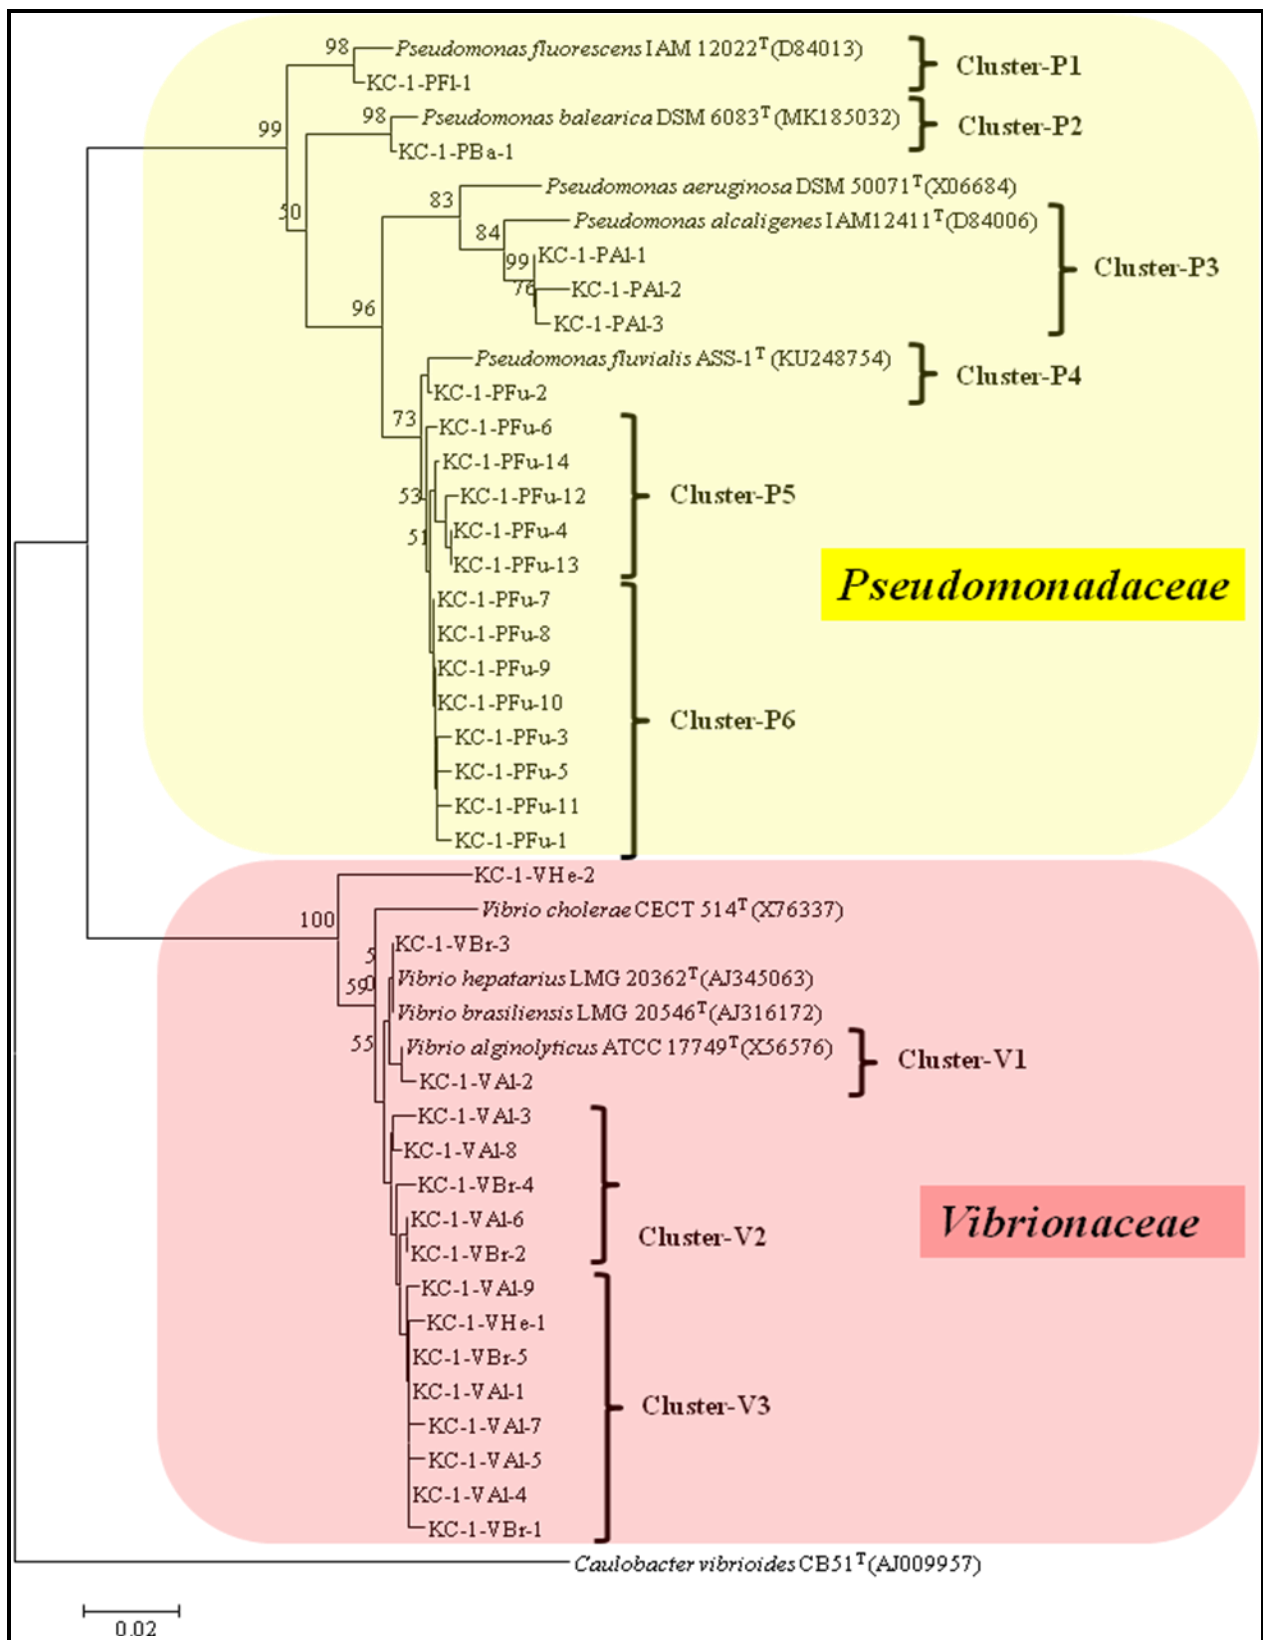 98
Pseudomonas fluorescens IAM 12022T(D84013)
KC-1-PFl-1
Cluster-P1
99
98
Pseudomonas balearica DSM 6083T (MK185032)
KC-1-PBa-1
Cluster-P2
50
83
Pseudomonas aeruginosa DSM 50071T(X06684)
84
Pseudomonas alcaligenes IAM12411T(D84006)
99
KC-1-PAl-1
76
KC-1-PAl-2
KC-1-PAl-3
Cluster-P3
96
Pseudomonas fluvialis ASS-1T (KU248754)
KC-1-PFu-2
Cluster-P4
73
KC-1-PFu-6
KC-1-PFu-14
53
KC-1-PFu-12
51
KC-1-PFu-4
KC-1-PFu-13
Cluster-P5
Pseudomonadaceae
KC-1-PFu-7
KC-1-PFu-8
KC-1-PFu-9
KC-1-PFu-10
KC-1-PFu-3
KC-1-PFu-5
KC-1-PFu-11
KC-1-PFu-1
Cluster-P6
KC-1-VHe-2
100
Vibrio cholerae CECT 514T (X76337)
KC-1-VBr-3
5
0
59
Vibrio hepatarius LMG 20362T(AJ345063)
Vibrio brasiliensis LMG 20546T(AJ316172)
55
Vibrio alginolyticus ATCC 17749T(X56576)
KC-1-VAl-2
Cluster-V1
KC-1-VAl-3
KC-1-VAl-8
KC-1-VBr-4
KC-1-VAl-6
KC-1-VBr-2
Cluster-V2
Vibrionaceae
KC-1-VAl-9
KC-1-VHe-1
KC-1-VBr-5
KC-1-VAl-1
KC-1-VAl-7
KC-1-VAl-5
KC-1-VAl-4
KC-1-VBr-1
Cluster-V3
Caulobacter vibrioides CB51T(AJ009957)
0.02